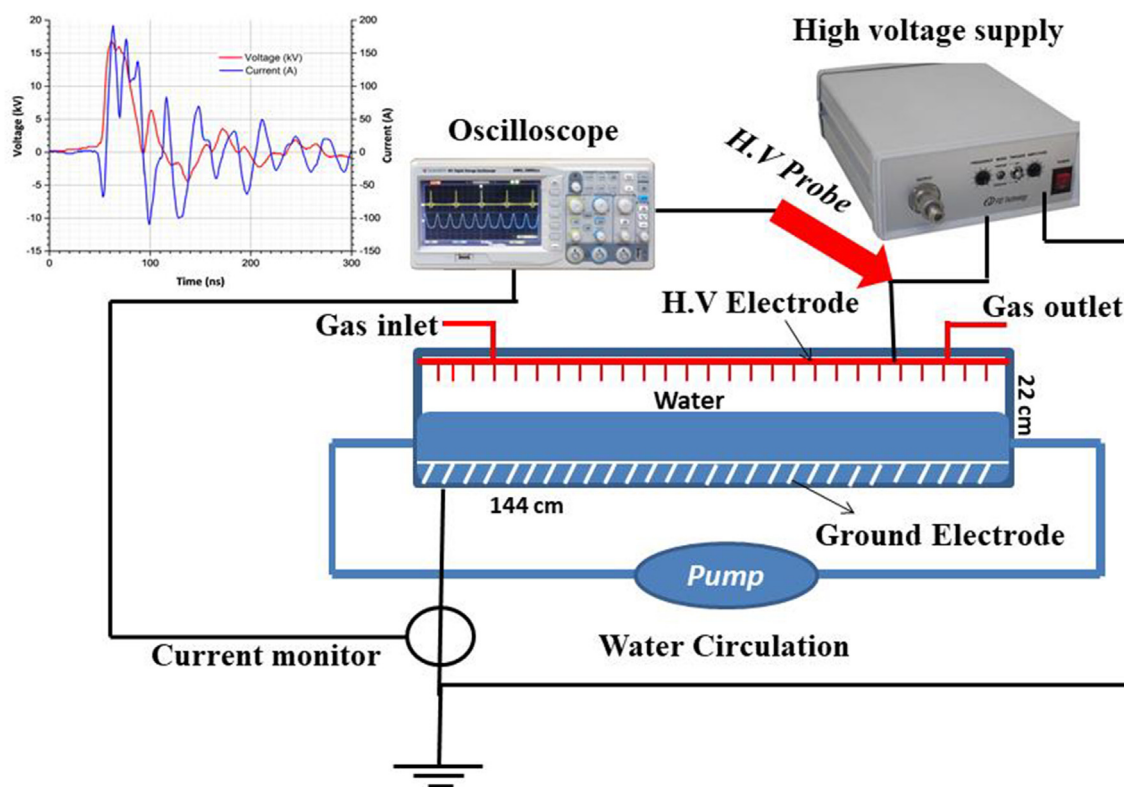 20
15
10
5
0
-5
-10
-15
Voltage (kV)
Voltage (kV)
Current (A)
200
150
100
50
0
-50
-100
-150
Current (A)
0
100
200
300
Time (ns)
High voltage supply
Oscilloscope
H.V Probe
H.V Electrode
Gas inlet
Gas outlet
Water
22 cm
144 cm
Ground Electrode
Pump
Water Circulation
Current monitor